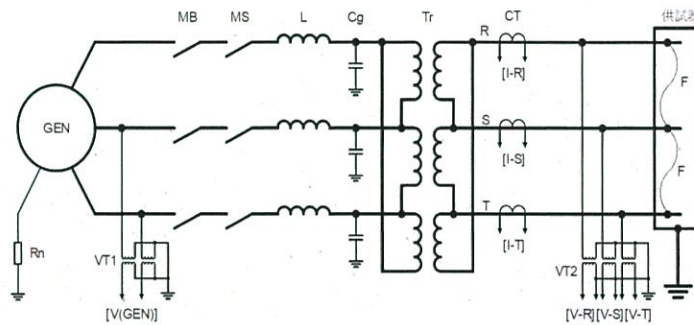 MB MS L Cg Tr CT 供試器
R
[I-R]
F
GEN
S
[I-S]
F
T
[I-T]
Rn
VT1
VT2
[V(GEN)]
[V-R][V-S][V-T]